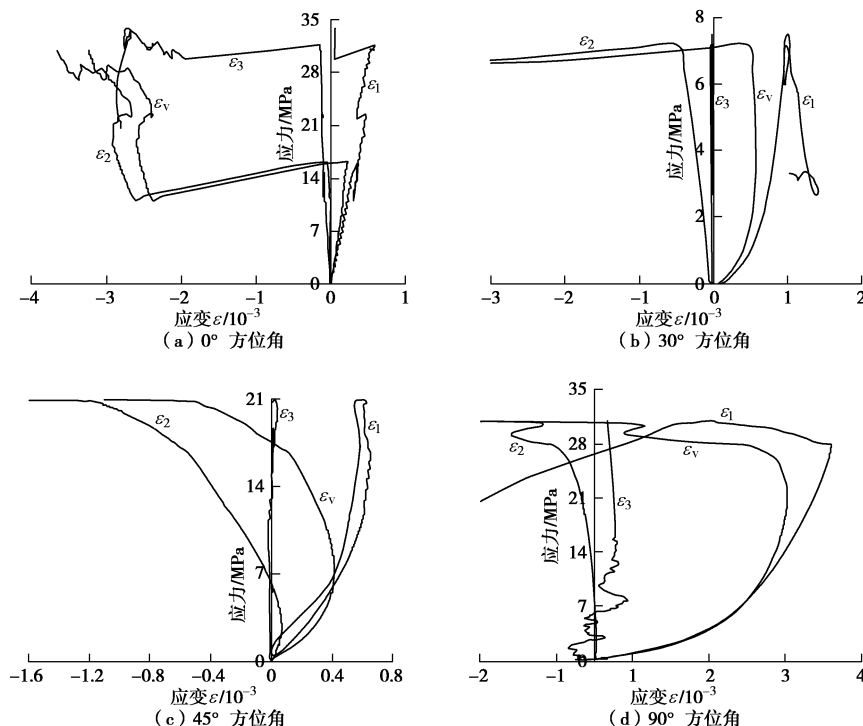 35
28
21
14
7
0
应力/MPa
ε3
ε1
εv
ε2
−4 −3 −2 −1 0 1
应变ε/10⁻³
(a) 0° 方位角
8
6
4
2
0
应力/MPa
ε2
ε3
εv
ε1
−3 −2 −1 0 1 2
应变ε/10⁻³
(b) 30° 方位角
21
14
7
0
应力/MPa
ε2
ε3
ε1
εv
−1.6 −1.2 −0.8 −0.4 0 0.4 0.8
应变ε/10⁻³
(c) 45° 方位角
35
28
21
14
7
0
应力/MPa
ε1
ε2
εv
ε3
−2 −1 0 1 2 3 4
应变ε/10⁻³
(d) 90° 方位角